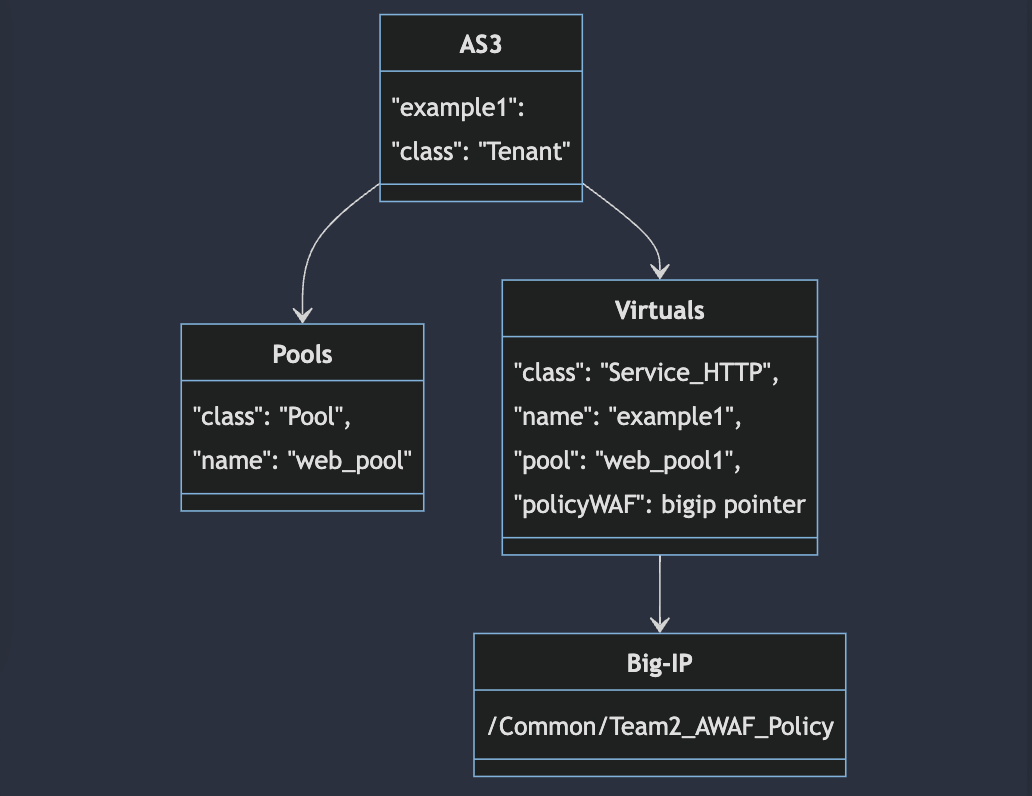 AS3
"example1":
"class": "Tenant"
Pools
"class": "Pool",
"name": "web_pool"
Virtuals
"class": "Service_HTTP",
"name": "example1",
"pool": "web_pool1",
"policyWAF": bigip pointer
Big-IP
/Common/Team2_AWAF_Policy